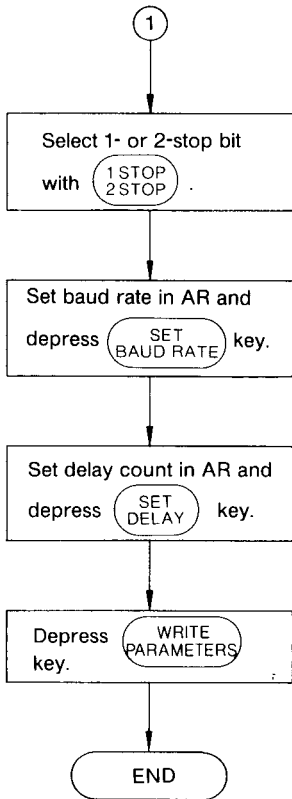 1
Select 1- or 2-stop bit
with 1 STOP
2 STOP .
Set baud rate in AR and
depress SET
BAUD RATE key.
Set delay count in AR and
depress SET
DELAY key.
Depress WRITE
PARAMETERS
key.
END